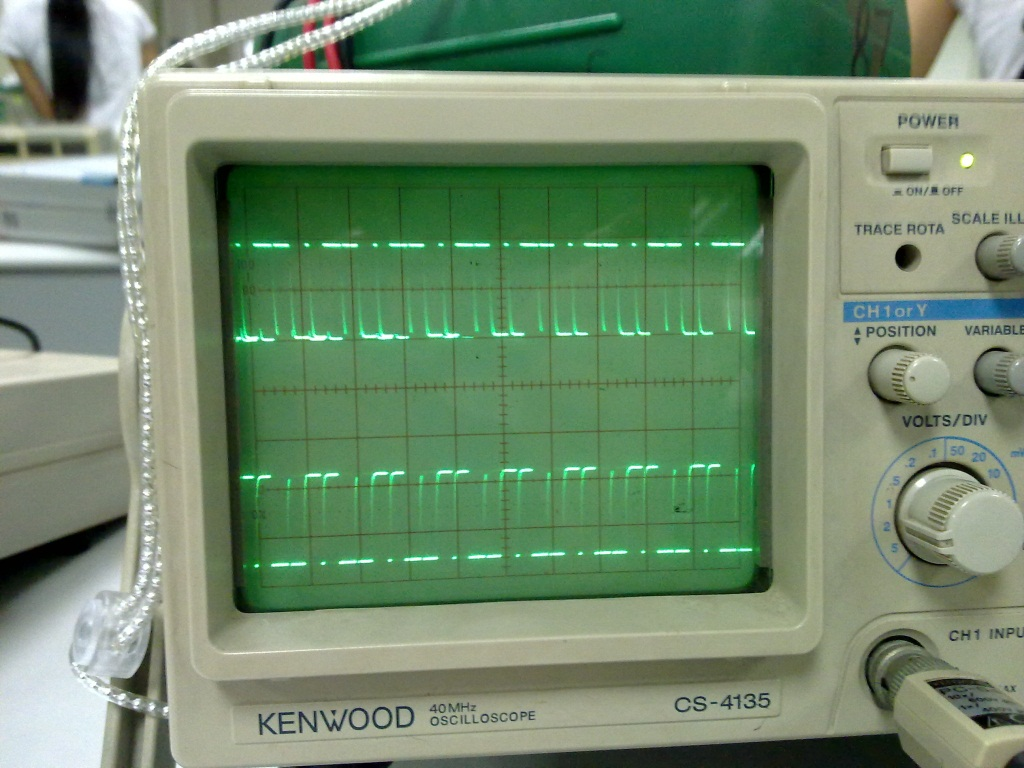 POWER
ON/ OFF
TRACE ROTA
SCALE ILL
CH1 or Y
POSITION
VARIABLE
VOLTS/DIV
.5 .2 .1 50 20 10
1
2
5
CH1 INPU
KENWOOD
40MHz
OSCILLOSCOPE
CS-4135